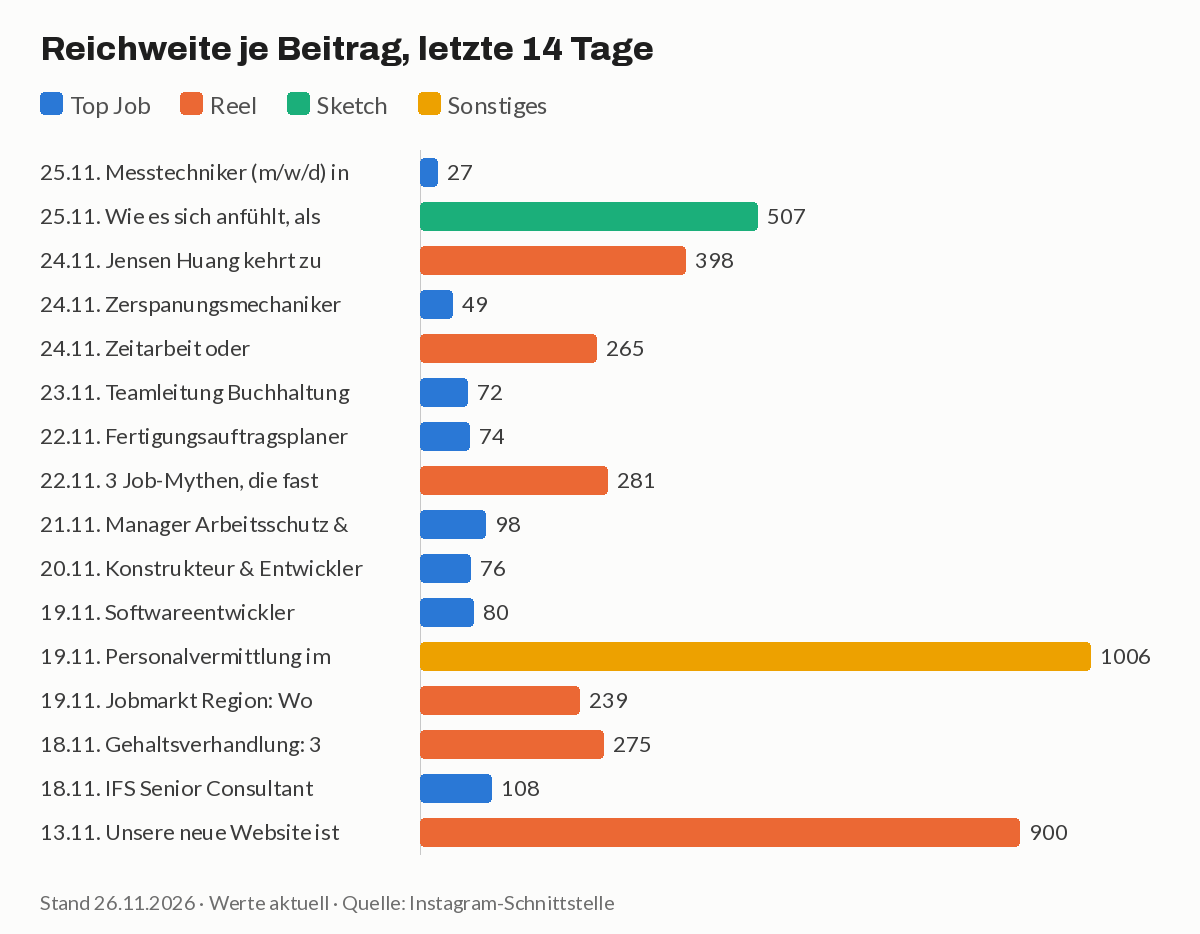 Reichweite je Beitrag, letzte 14 Tage
Top Job Reel Sketch Sonstiges
25.11. Messtechniker (m/w/d) in 27
25.11. Wie es sich anfühlt, als 507
24.11. Jensen Huang kehrt zu 398
24.11. Zerspanungsmechaniker 49
24.11. Zeitarbeit oder 265
23.11. Teamleitung Buchhaltung 72
22.11. Fertigungsauftragsplaner 74
22.11. 3 Job-Mythen, die fast 281
21.11. Manager Arbeitsschutz & 98
20.11. Konstrukteur & Entwickler 76
19.11. Softwareentwickler 80
19.11. Personalvermittlung im 1006
19.11. Jobmarkt Region: Wo 239
18.11. Gehaltsverhandlung: 3 275
18.11. IFS Senior Consultant 108
13.11. Unsere neue Website ist 900
Stand 26.11.2026 · Werte aktuell · Quelle: Instagram-Schnittstelle